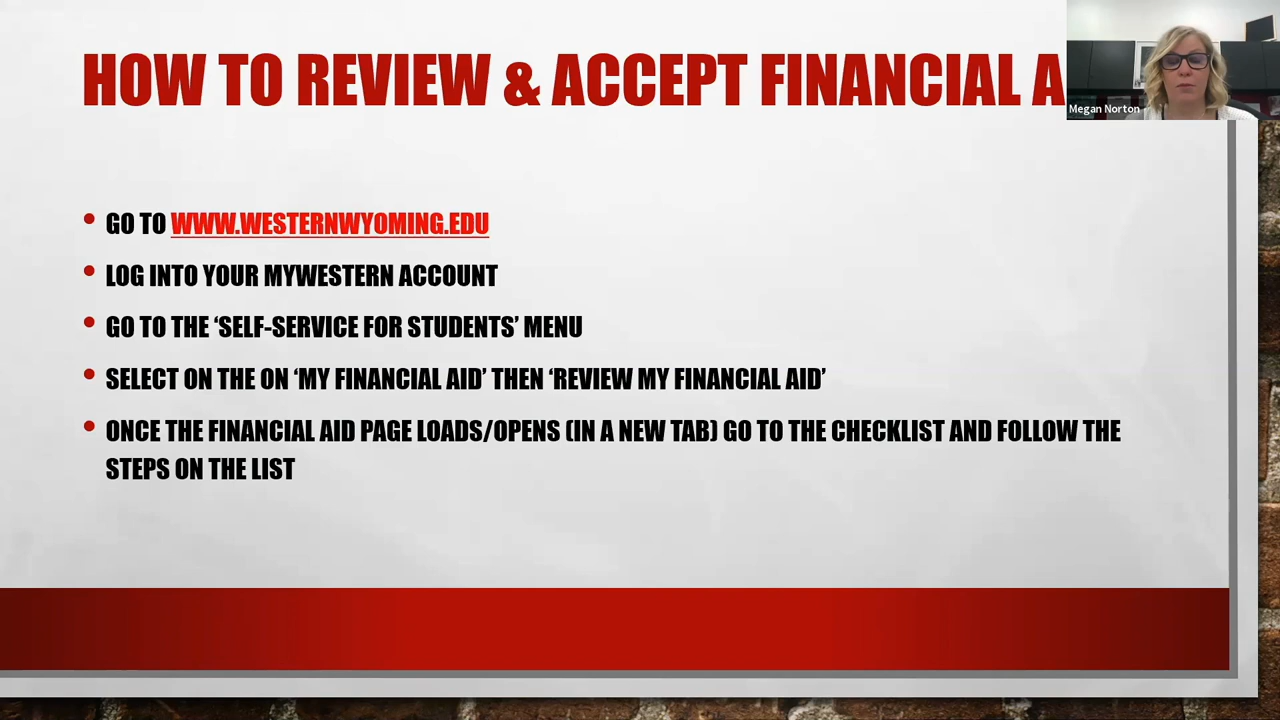 HOW TO REVIEW & ACCEPT FINANCIAL A
Megan Norton
• GO TO WWW.WESTERNWYOMING.EDU
• LOG INTO YOUR MYWESTERN ACCOUNT
• GO TO THE ‘SELF-SERVICE FOR STUDENTS’ MENU
• SELECT ON THE ON ‘MY FINANCIAL AID’ THEN ‘REVIEW MY FINANCIAL AID’
• ONCE THE FINANCIAL AID PAGE LOADS/OPENS (IN A NEW TAB) GO TO THE CHECKLIST AND FOLLOW THE
STEPS ON THE LIST